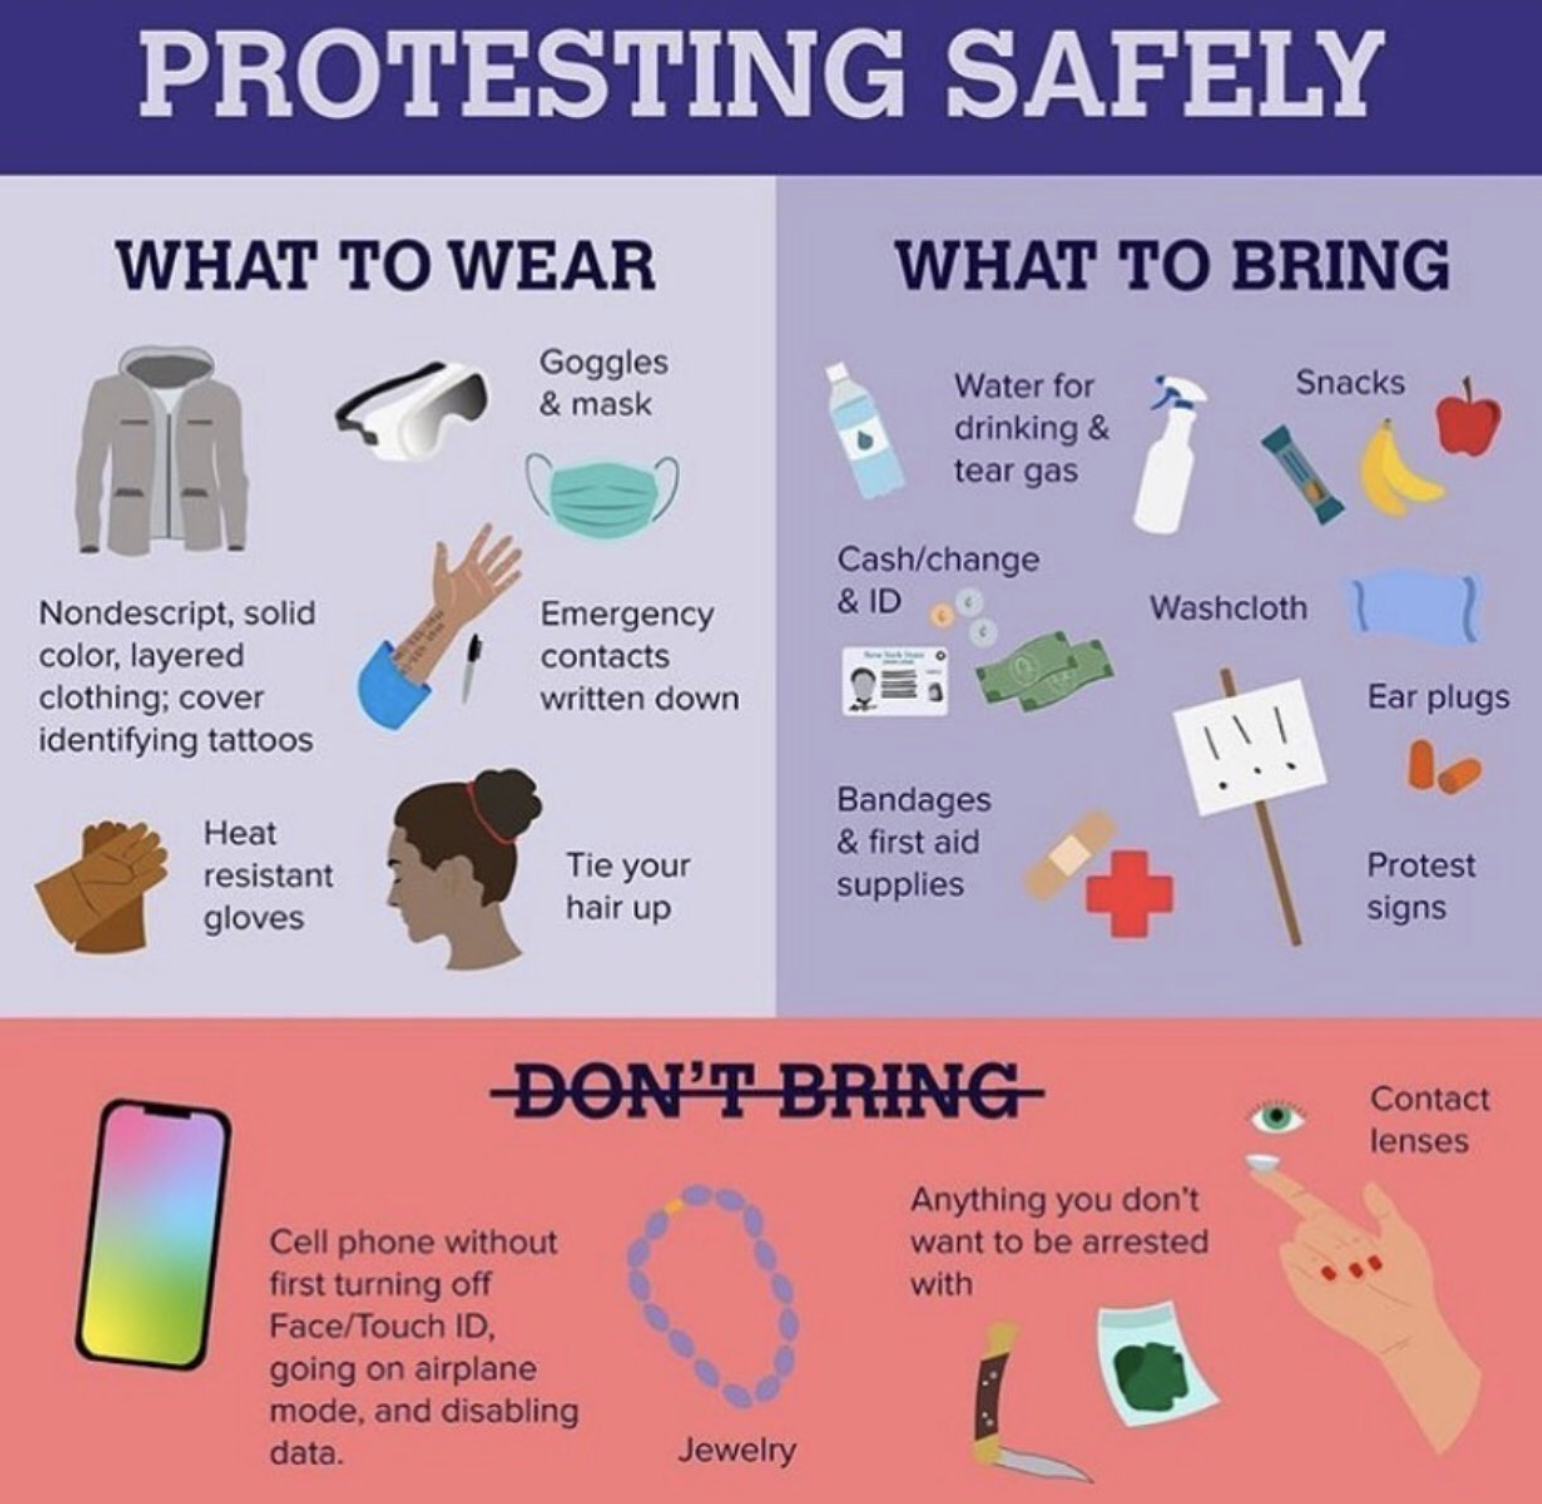 PROTESTING SAFELY
WHAT TO WEAR
Goggles
& mask
Nondescript, solid
color, layered
clothing; cover
identifying tattoos
Emergency
contacts
written down
Heat
resistant
gloves
Tie your
hair up
WHAT TO BRING
Water for
drinking &
tear gas
Snacks
Cash/change
& ID
New York State
Washcloth
Ear plugs
Bandages
& first aid
supplies
Protest
signs
! ! !
DON'T BRING
Cell phone without
first turning off
Face/Touch ID,
going on airplane
mode, and disabling
data.
Jewelry
Anything you don't
want to be arrested
with
Contact
lenses